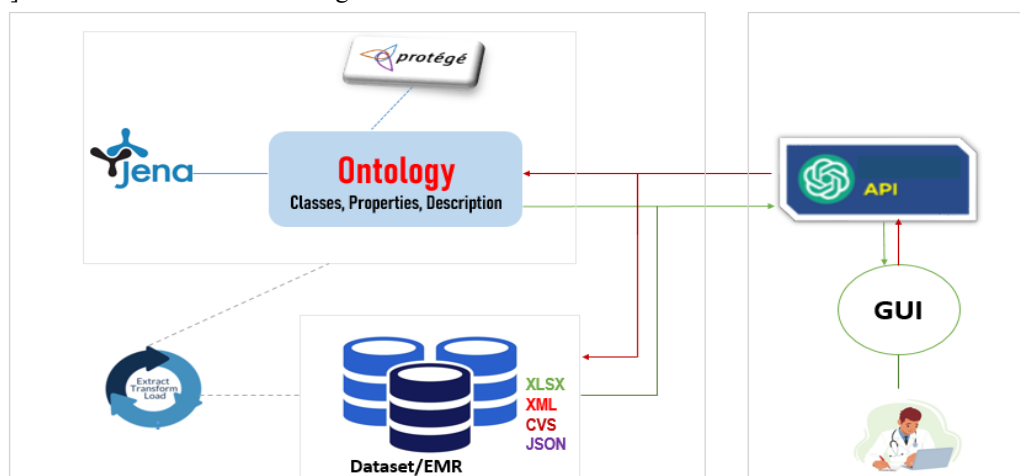 protégé
Jena
Ontology
Classes, Properties, Description
API
GUI
Extract
Transform
Load
XLSX
XML
CVS
JSON
Dataset/EMR